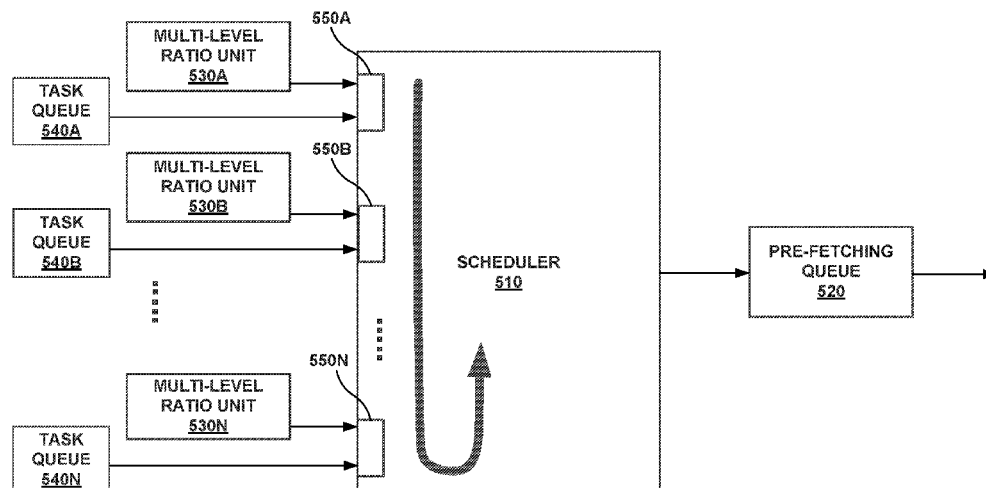 550A
MULTI-LEVEL
RATIO UNIT
530A
TASK
QUEUE
540A
550B
MULTI-LEVEL
RATIO UNIT
530B
TASK
QUEUE
540B
SCHEDULER
510
PRE-FETCHING
QUEUE
520
550N
MULTI-LEVEL
RATIO UNIT
530N
TASK
QUEUE
540N